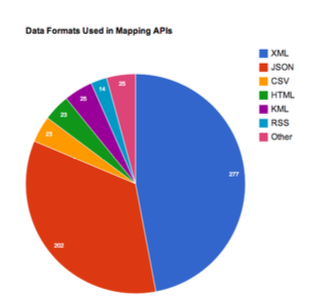 Data Formats Used in Mapping APIs
XML
JSON
CSV
HTML
KML
RSS
Other
25
14
25
23
23
277
202